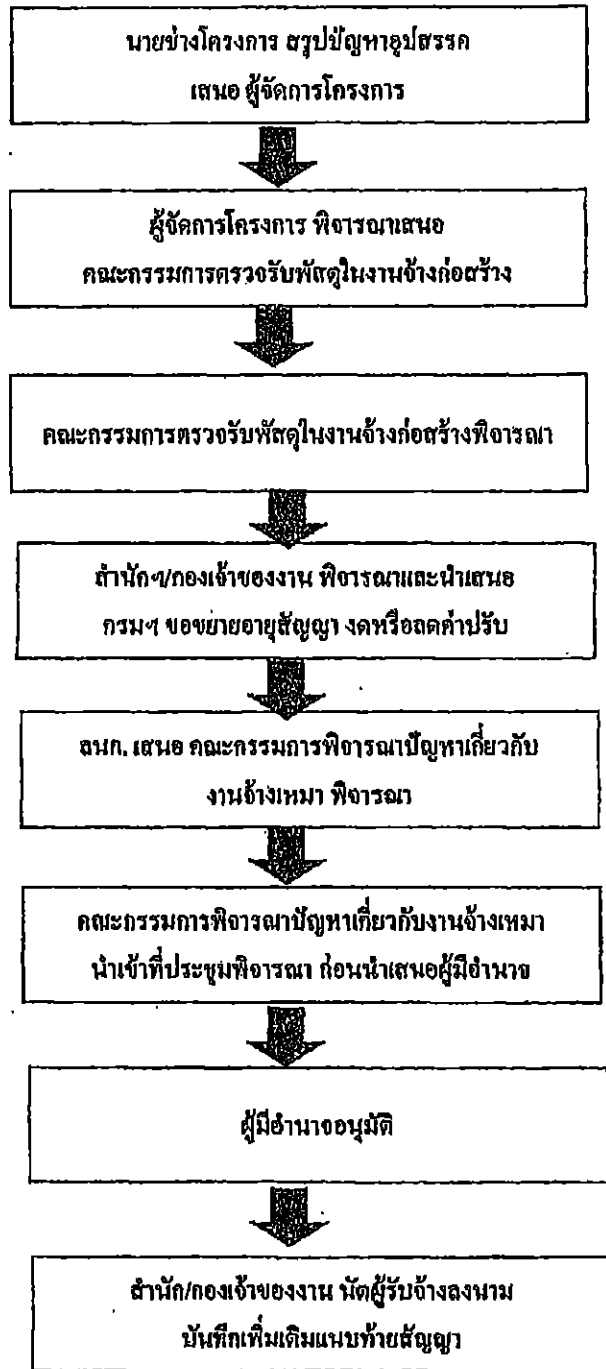 นายช่างโครงการ สรุปปัญหาอุปสรรค
เสนอ ผู้จัดการโครงการ
ผู้จัดการโครงการ พิจารณาเสนอ
คณะกรรมการตรวจรับพัสดุในงานจ้างก่อสร้าง
คณะกรรมการตรวจรับพัสดุในงานจ้างก่อสร้างพิจารณา
สำนักฯ/กองเจ้าของงาน พิจารณาและนำเสนอ
กรมฯ ขอขยายอายุสัญญา งดหรือลดค่าปรับ
สนก. เสนอ คณะกรรมการพิจารณาปัญหาเกี่ยวกับ
งานจ้างเหมา พิจารณา
คณะกรรมการพิจารณาปัญหาเกี่ยวกับงานจ้างเหมา
นำเข้าที่ประชุมพิจารณา ก่อนนำเสนอผู้มีอำนาจ
ผู้มีอำนาจอนุมัติ
สำนัก/กองเจ้าของงาน นัดผู้รับจ้างลงนาม
บันทึกเพิ่มเติมแนบท้ายสัญญา